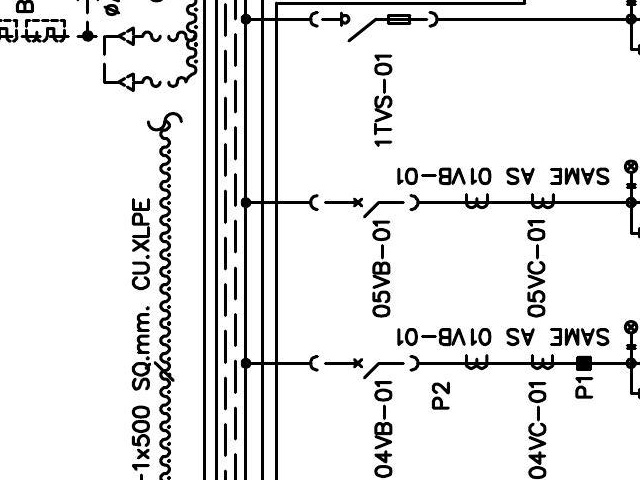 B
1TVS-01
SAME AS 01VB-01
05VB-01
05VC-01
SAME AS 01VB-01
04VB-01
P2
04VC-01
P1
-1x500 SQ.mm. CU.XLPE